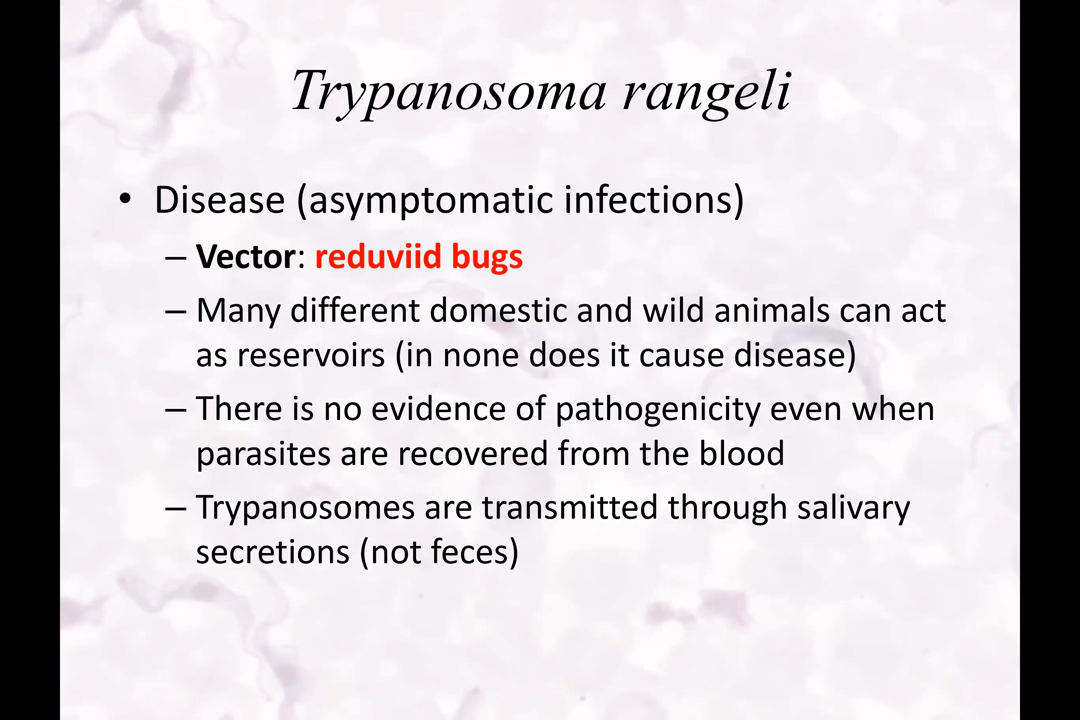 Trypanosoma rangeli
• Disease (asymptomatic infections)
– Vector: reduviid bugs
– Many different domestic and wild animals can act
as reservoirs (in none does it cause disease)
– There is no evidence of pathogenicity even when
parasites are recovered from the blood
– Trypanosomes are transmitted through salivary
secretions (not feces)